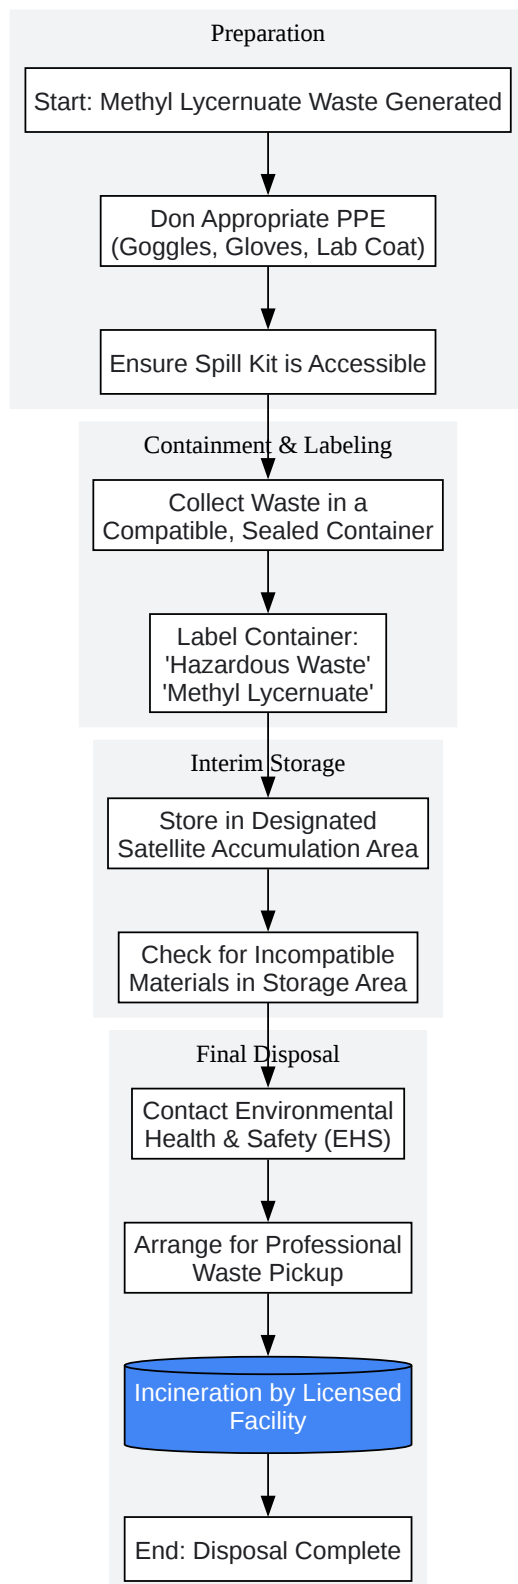 Preparation
Start: Methyl Lycernuate Waste Generated
Don Appropriate PPE
(Goggles, Gloves, Lab Coat)
Ensure Spill Kit is Accessible
Containment & Labeling
Collect Waste in a
Compatible, Sealed Container
Label Container:
'Hazardous Waste'
'Methyl Lycernuate'
Interim Storage
Store in Designated
Satellite Accumulation Area
Check for Incompatible
Materials in Storage Area
Final Disposal
Contact Environmental
Health & Safety (EHS)
Arrange for Professional
Waste Pickup
Incineration by Licensed
Facility
End: Disposal Complete